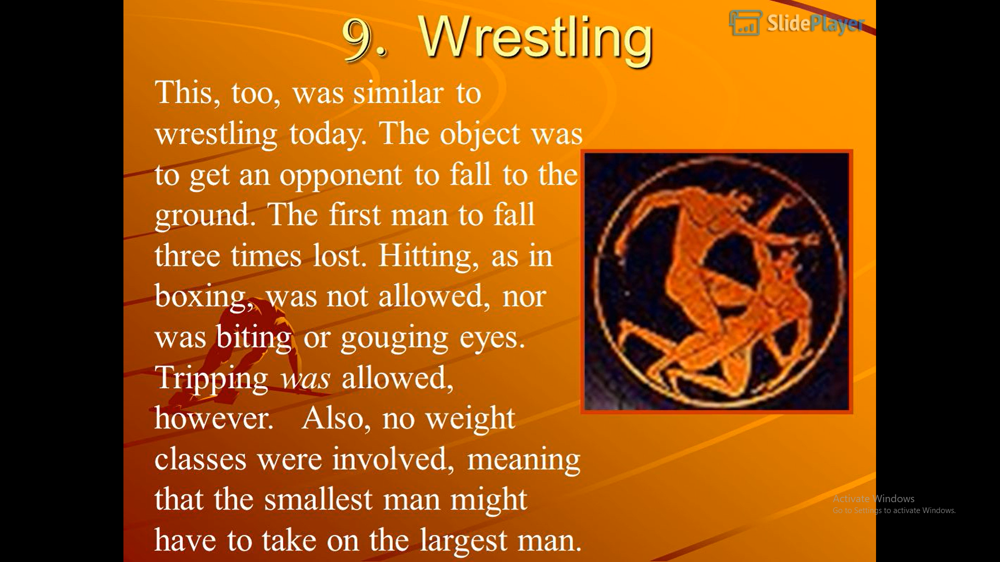 9. Wrestling
SlidePlayer
This, too, was similar to
wrestling today. The object was
to get an opponent to fall to the
ground. The first man to fall
three times lost. Hitting, as in
boxing, was not allowed, nor
was biting or gouging eyes.
Tripping was allowed,
however. Also, no weight
classes were involved, meaning
that the smallest man might
have to take on the largest man.
Activate Windows
Go to Settings to activate Windows.